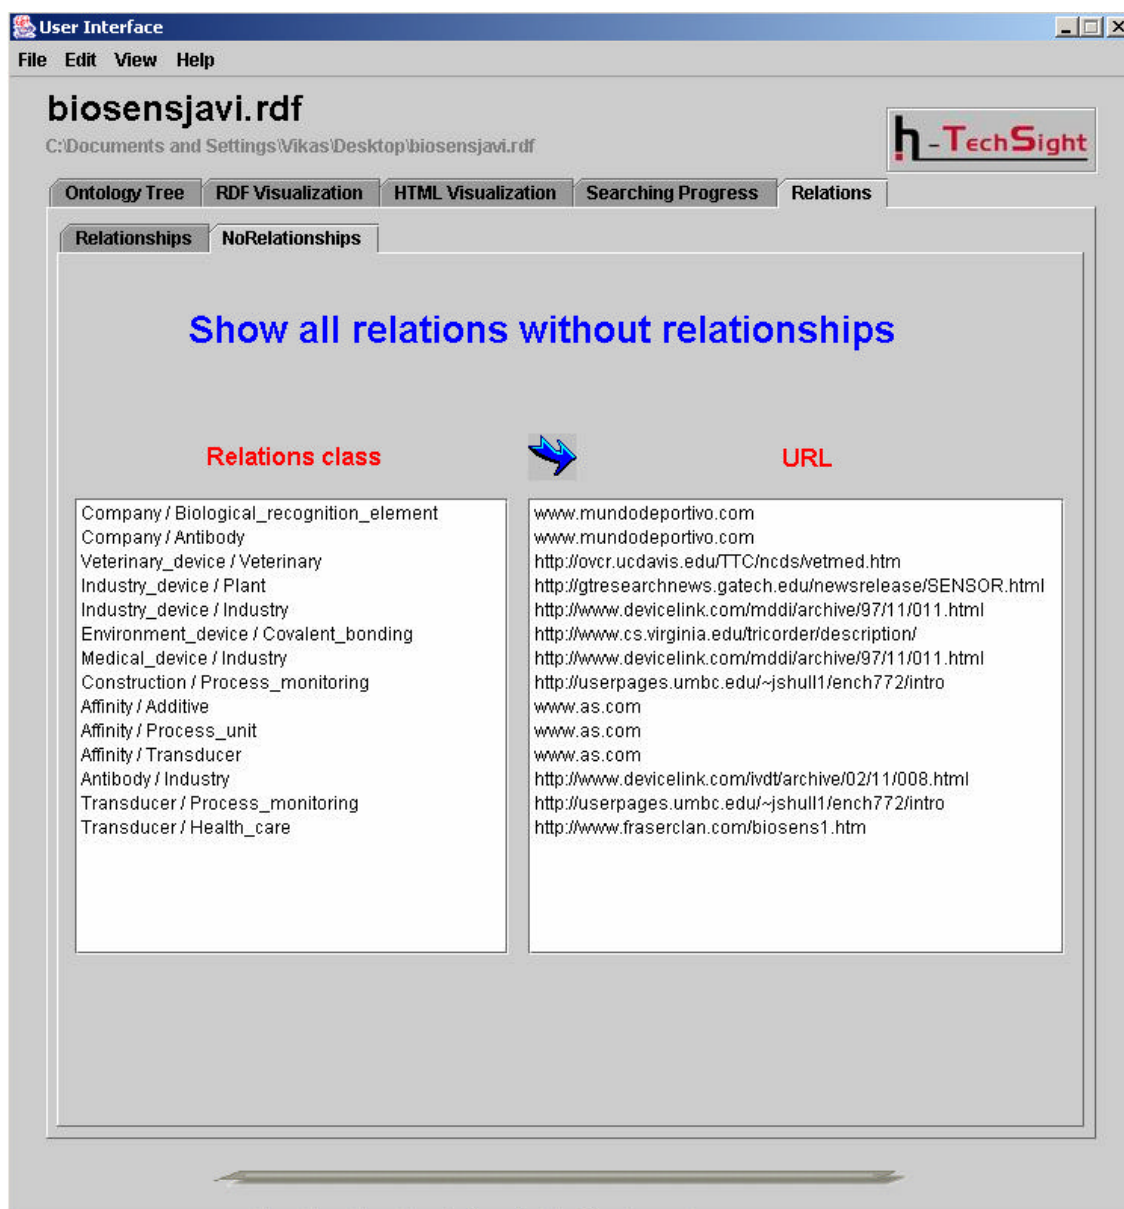 User Interface
File Edit View Help
biosensjavi.rdf
C:\Documents and Settings\Vikas\Desktop\biosensjavi.rdf
h-TechSight
Ontology Tree RDF Visualization HTML Visualization Searching Progress Relations
Relationships NoRelationships
Show all relations without relationships
Relations class URL
Company / Biological_recognition_element www.mundodeportivo.com
Company / Antibody www.mundodeportivo.com
Veterinary_device / Veterinary http://ovcr.ucdavis.edu/TTC/ncds/vetmed.htm
Industry_device / Plant http://gtresearchnews.gatech.edu/newsrelease/SENSOR.html
Industry_device / Industry http://www.devicelink.com/mddi/archive/97/11/011.html
Environment_device / Covalent_bonding http://www.cs.virginia.edu/tricorder/description/
Medical_device / Industry http://www.devicelink.com/mddi/archive/97/11/011.html
Construction / Process_monitoring http://userpages.umbc.edu/~jshull1/ench772/intro
Affinity / Additive www.as.com
Affinity / Process_unit www.as.com
Affinity / Transducer www.as.com
Antibody / Industry http://www.devicelink.com/ivdt/archive/02/11/008.html
Transducer / Process_monitoring http://userpages.umbc.edu/~jshull1/ench772/intro
Transducer / Health_care http://www.fraserclan.com/biosens1.htm